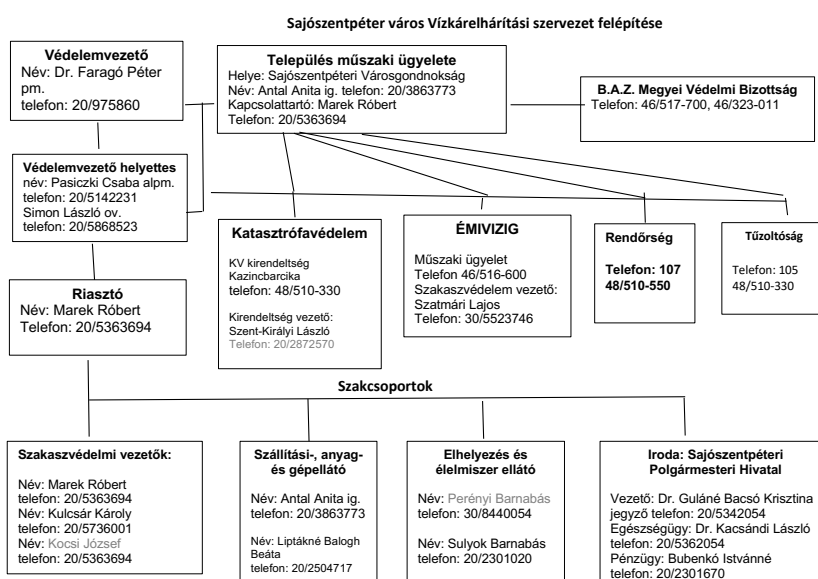 Sajószentpéter város Vízkárelhárítási szervezet felépítése
Védelemvezető
Név: Dr. Faragó Péter
pm.
telefon: 20/975860
Település műszaki ügyelete
Helye: Sajószentpéteri Városgondnokság
Név: Antal Anita ig. telefon: 20/3863773
Kapcsolattartó: Marek Róbert
Telefon: 20/5363694
B.A.Z. Megyei Védelmi Bizottság
Telefon: 46/517-700, 46/323-011
Védelemvezető helyettes
név: Pasiczki Csaba alpm.
telefon: 20/5142231
Simon László ov.
telefon: 20/5868523
Katasztrófavédelem
KV kirendeltség
Kazincbarcika
telefon: 48/510-330
Kirendeltség vezető:
Szent-Királyi László
Telefon: 20/2872570
ÉMIVIZIG
Műszaki ügyelet
Telefon 46/516-600
Szakaszvédelem vezető:
Szatmári Lajos
Telefon: 30/5523746
Rendőrség
Telefon: 107
48/510-550
Tűzoltóság
Telefon: 105
48/510-330
Riasztó
Név: Marek Róbert
Telefon: 20/5363694
Szakcsoportok
Szakaszvédelmi vezetők:
Név: Marek Róbert
telefon: 20/5363694
Név: Kulcsár Károly
telefon: 20/5736001
Név: Kocsi József
telefon: 20/5363694
Szállítási-, anyag-
és gépellátó
Név: Antal Anita ig.
telefon: 20/3863773
Név: Liptákné Balogh
Beáta
telefon: 20/2504717
Elhelyezés és
élelmiszer ellátó
Név: Perényi Barnabás
telefon: 30/8440054
Név: Sulyok Barnabás
telefon: 20/2301020
Iroda: Sajószentpéteri
Polgármesteri Hivatal
Vezető: Dr. Guláné Bacsó Krisztina
jegyző telefon: 20/5342054
Egészségügy: Dr. Kacsándi László
telefon: 20/5362054
Pénzügy: Bubenkó Istvánné
telefon: 20/2301670